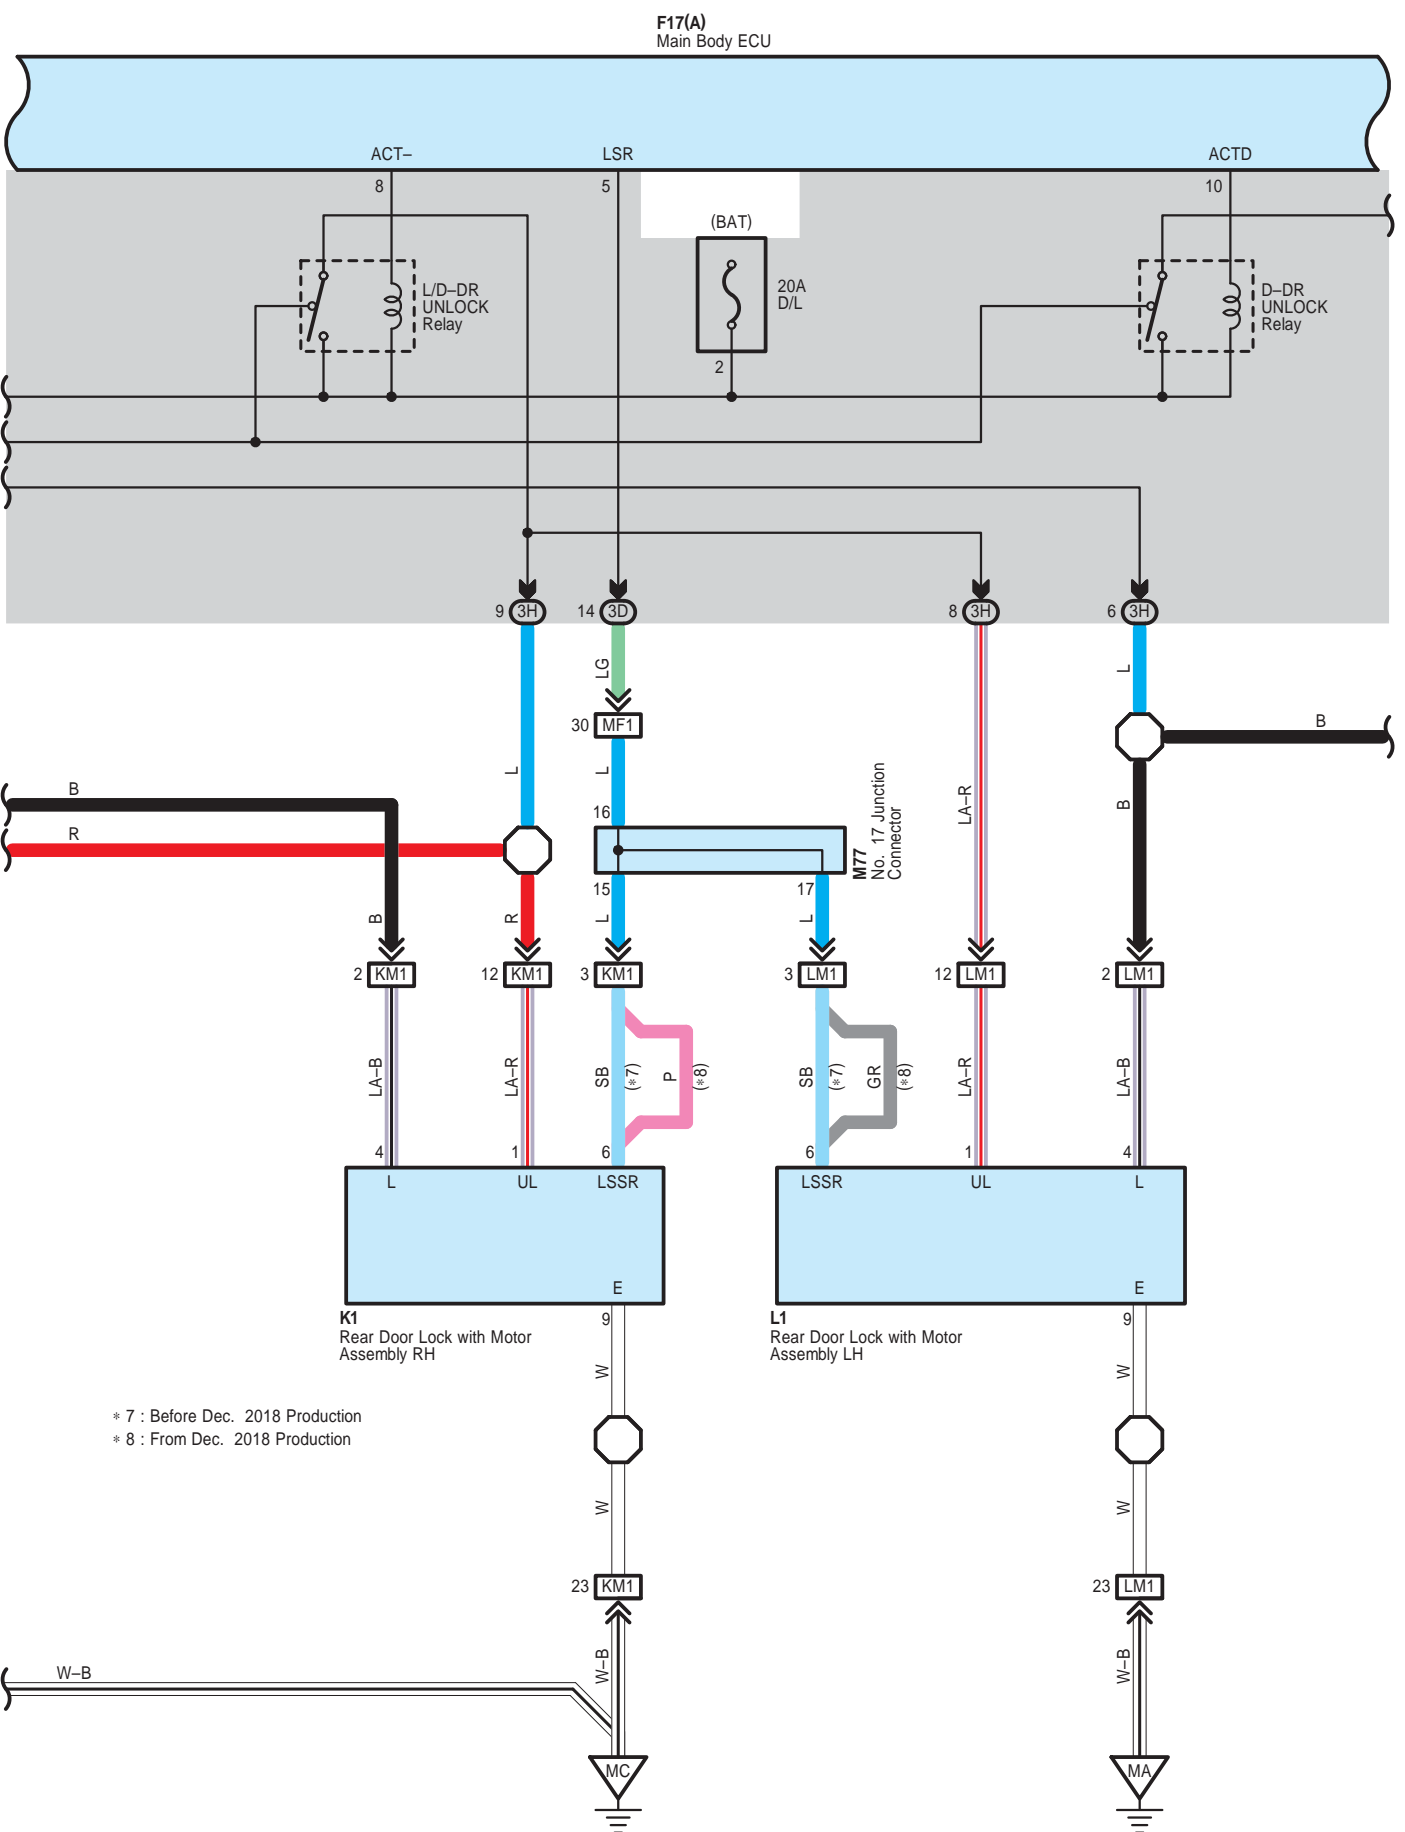 F17(A)
Main Body ECU
ACT–
LSR
ACTD
8
5
10
(BAT)
L/D–DR
UNLOCK
Relay
20A
D/L
D–DR
UNLOCK
Relay
2
9 3H
14 3D
8 3H
6 3H
LG
L
30 MF1
B
L
L
M77
No. 17 Junction
Connector
LA–R
B
B
16
R
15
17
B
R
L
L
2 KM1
12 KM1
3 KM1
3 LM1
12 LM1
2 LM1
LA–B
LA–R
SB
(*7)
P
(*8)
SB
(*7)
GR
(*8)
LA–R
LA–B
4
1
6
6
1
4
L
UL
LSSR
LSSR
UL
L
E
E
K1
Rear Door Lock with Motor
Assembly RH
9
L1
Rear Door Lock with Motor
Assembly LH
9
W
W
* 7 : Before Dec. 2018 Production
* 8 : From Dec. 2018 Production
W
W
23 KM1
23 LM1
W–B
W–B
W–B
MC
MA